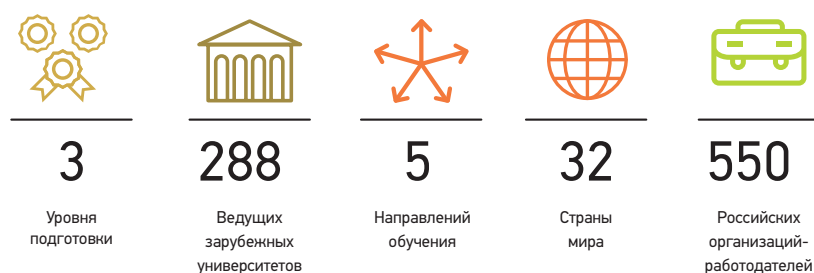 3
Уровня
подготовки
288
Ведущих
зарубежных
университетов
5
Направлений
обучения
32
Страны
мира
550
Российских
организаций-
работодателей